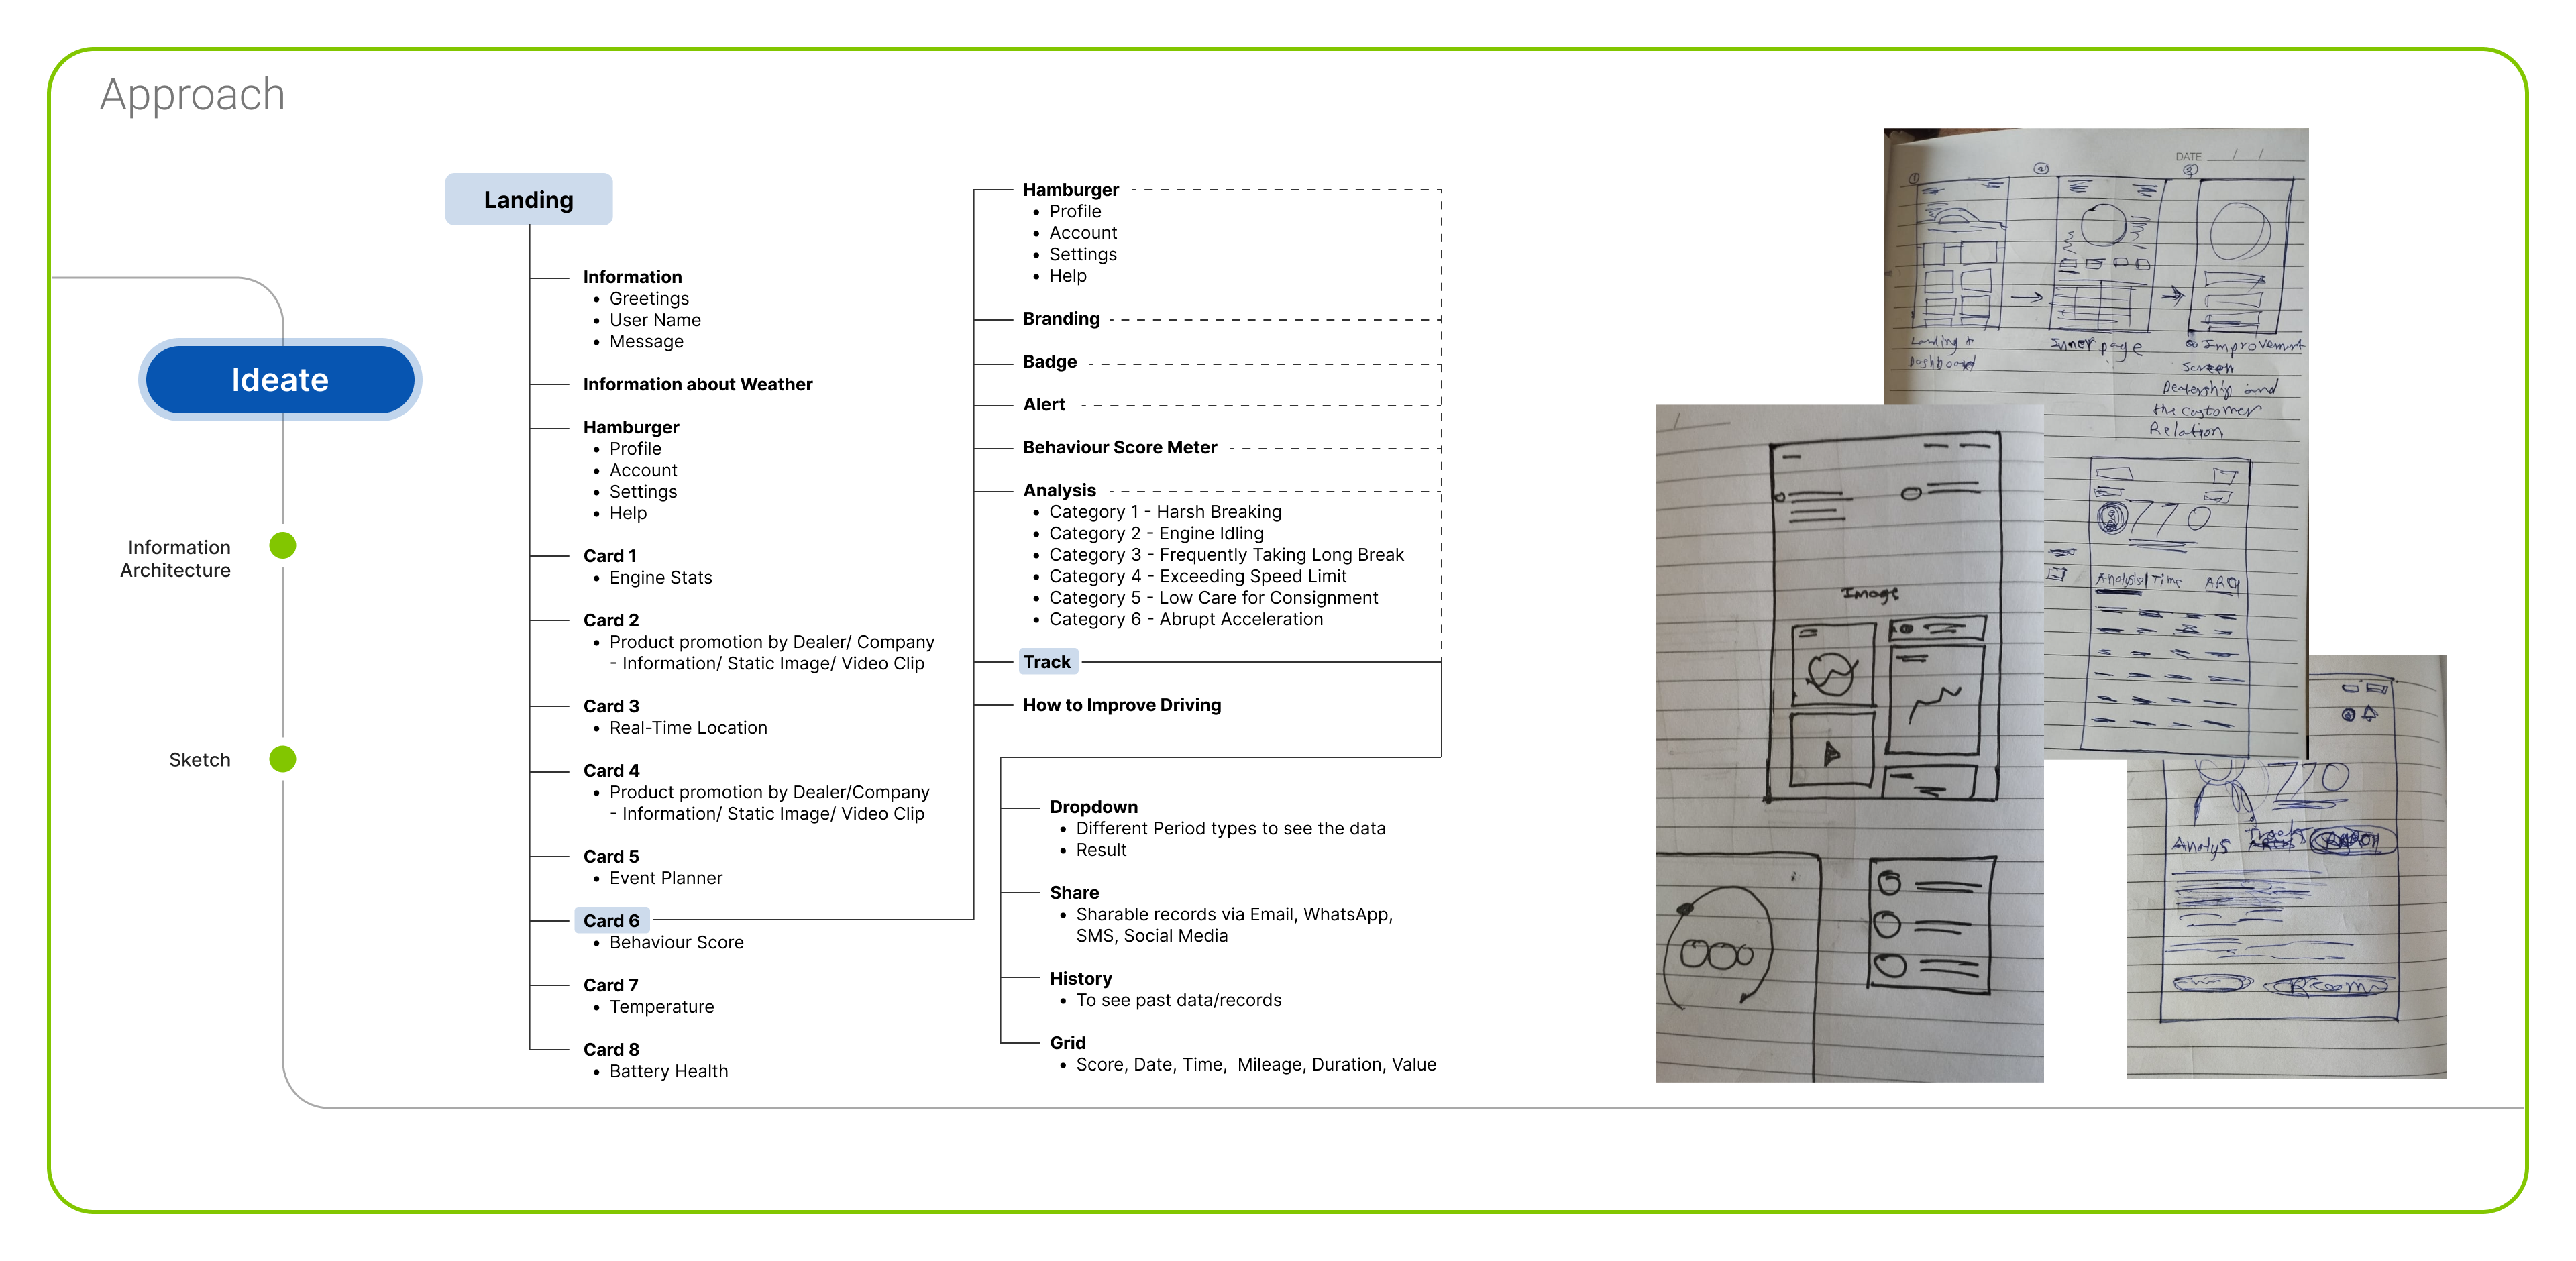 Approach
Ideate
Information
Architecture
Sketch
Landing
Information
• Greetings
• User Name
• Message
Information about Weather
Hamburger
• Profile
• Account
• Settings
• Help
Card 1
• Engine Stats
Card 2
• Product promotion by Dealer/ Company
- Information/ Static Image/ Video Clip
Card 3
• Real-Time Location
Card 4
• Product promotion by Dealer/Company
- Information/ Static Image/ Video Clip
Card 5
• Event Planner
Card 6
• Behaviour Score
Card 7
• Temperature
Card 8
• Battery Health
Hamburger
• Profile
• Account
• Settings
• Help
Branding
Badge
Alert
Behaviour Score Meter
Analysis
• Category 1 - Harsh Breaking
• Category 2 - Engine Idling
• Category 3 - Frequently Taking Long Break
• Category 4 - Exceeding Speed Limit
• Category 5 - Low Care for Consignment
• Category 6 - Abrupt Acceleration
Track
How to Improve Driving
Dropdown
• Different Period types to see the data
• Result
Share
• Sharable records via Email, WhatsApp,
SMS, Social Media
History
• To see past data/records
Grid
• Score, Date, Time, Mileage, Duration, Value
DATE
1
2
3
Landing &
Dashboard
Inner page
Improvement
Screen
Dealership and
the customer
Relation
770
Analysis
Time
Image
770
Analys